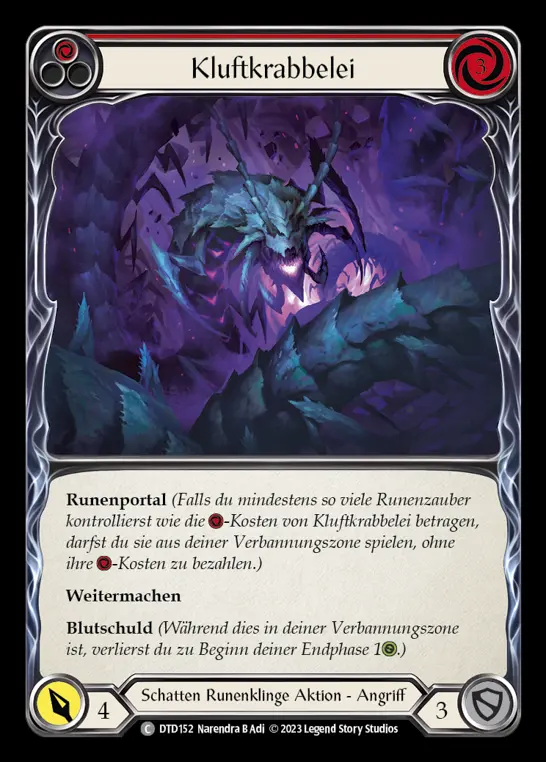 Kluftkrabbelei
3
Runenportal (Falls du mindestens so viele Runenzauber
kontrollierst wie die -Kosten von Kluftkrabbelei betragen,
darfst du sie aus deiner Verbannungszone spielen, ohne
ihre -Kosten zu bezahlen.)
Weitermachen
Blutschuld (Während dies in deiner Verbannungszone
ist, verlierst du zu Beginn deiner Endphase 1.)
4
Schatten Runenklinge Aktion - Angriff
3
C DTD152 Narendra B Adi © 2023 Legend Story Studios